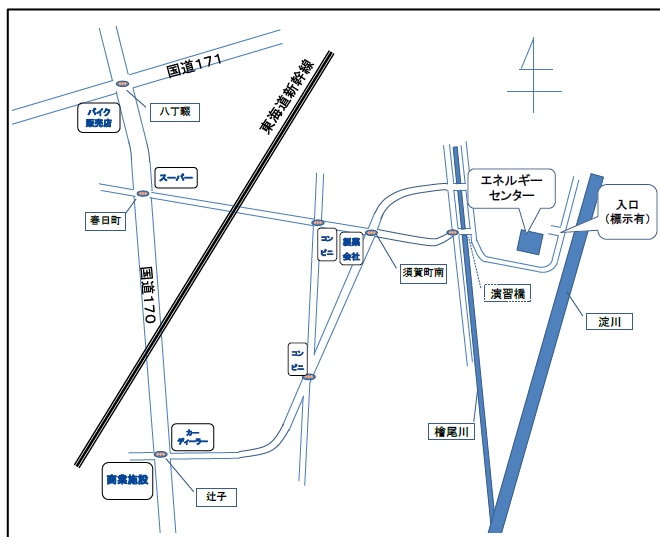 国道171
東海道新幹線
八丁畷
バイク
販売店
スーパー
春日町
エネルギー
センター
入口
(標示有)
コン
ビニ
製薬
会社
須賀町南
演習橋
国道170
淀川
コン
ビニ
檜尾川
カー
ディーラー
商業施設
辻子